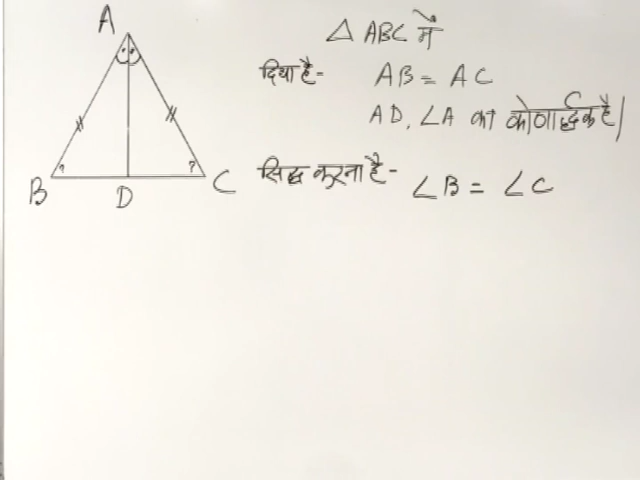 A
B
D
C
△ ABC में
दिया है- AB = AC
AD, ∠A का कोणार्द्धक है|
सिद्ध करना है- ∠B = ∠C